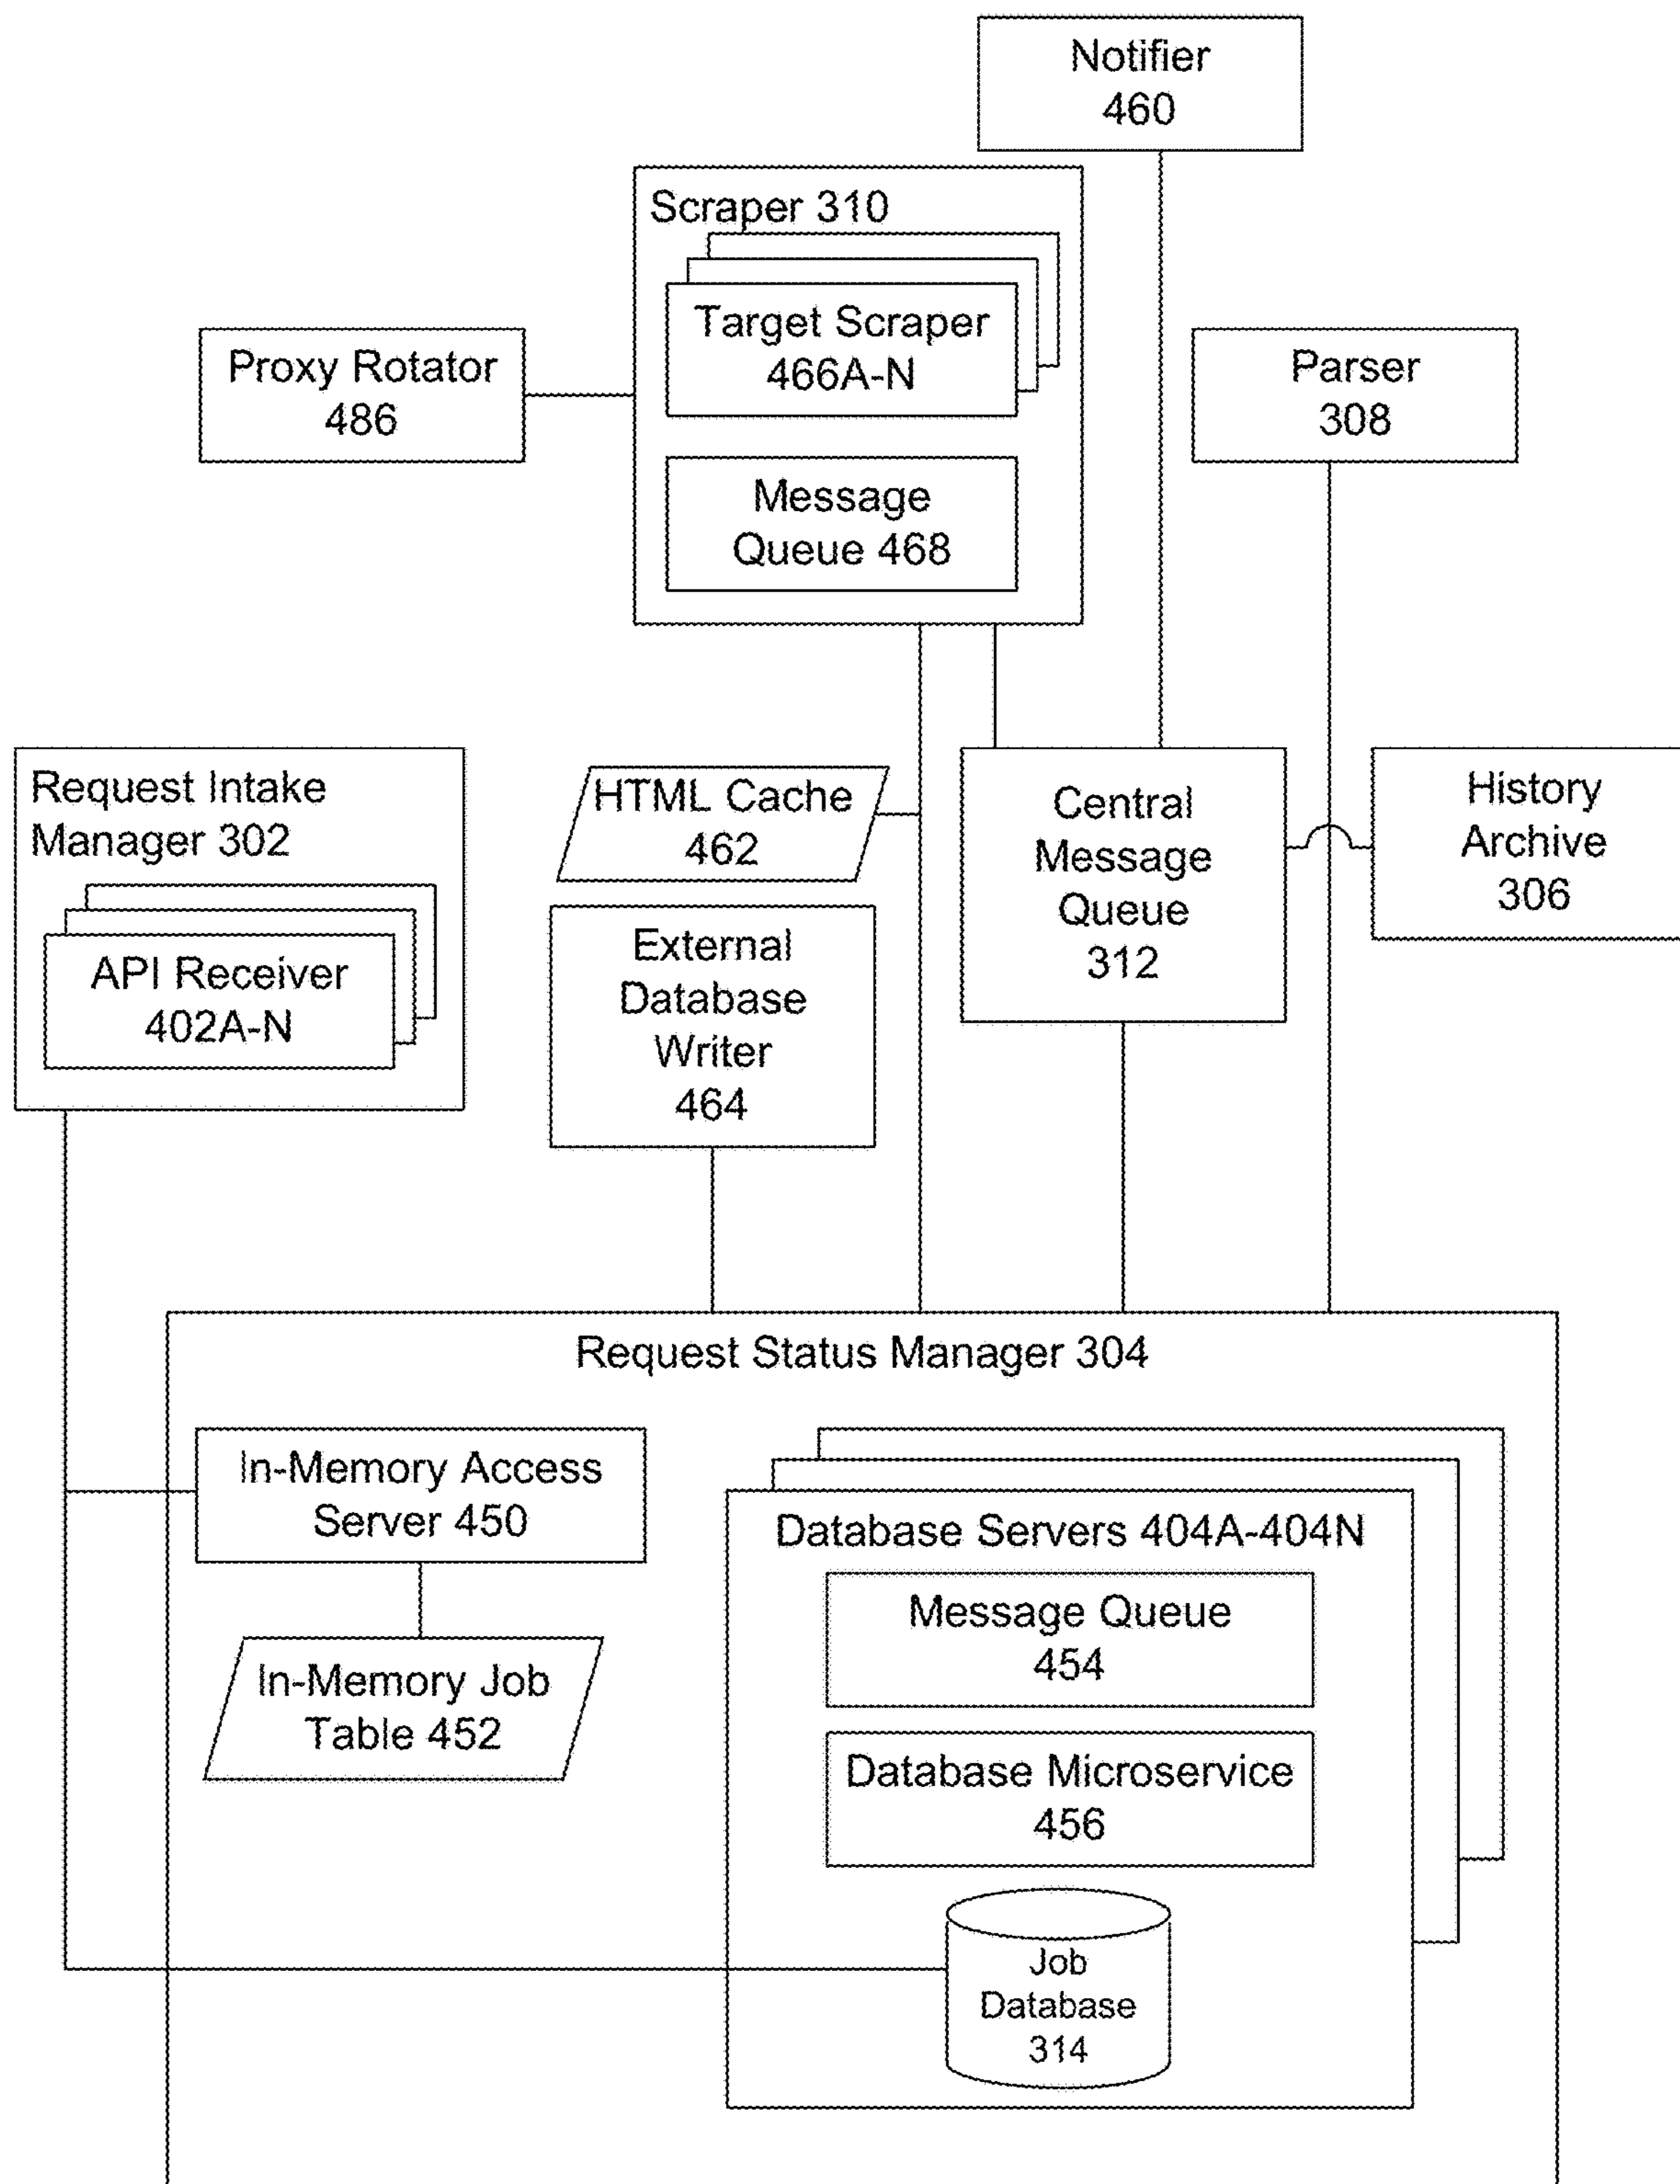 Notifier
460
Scraper 310
Target Scraper
466A-N
Proxy Rotator
486
Parser
308
Message
Queue 468
Request Intake
Manager 302
API Receiver
402A-N
HTML Cache
462
External
Database
Writer
464
Central
Message
Queue
312
History
Archive
306
Request Status Manager 304
In-Memory Access
Server 450
In-Memory Job
Table 452
Database Servers 404A-404N
Message Queue
454
Database Microservice
456
Job
Database
314